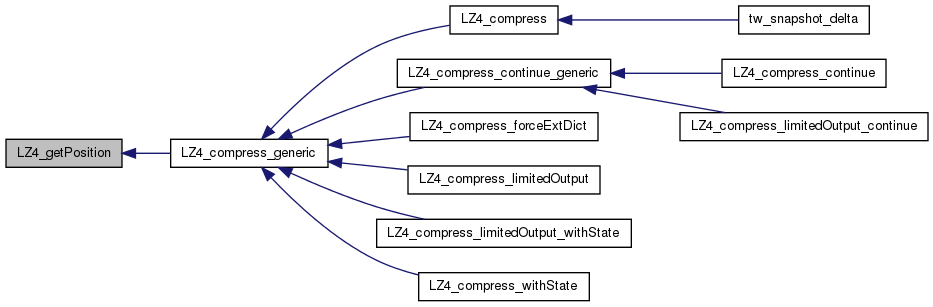 LZ4_compress
tw_snapshot_delta
LZ4_compress_continue_generic
LZ4_compress_continue
LZ4_compress_forceExtDict
LZ4_compress_limitedOutput_continue
LZ4_getPosition
LZ4_compress_generic
LZ4_compress_limitedOutput
LZ4_compress_limitedOutput_withState
LZ4_compress_withState